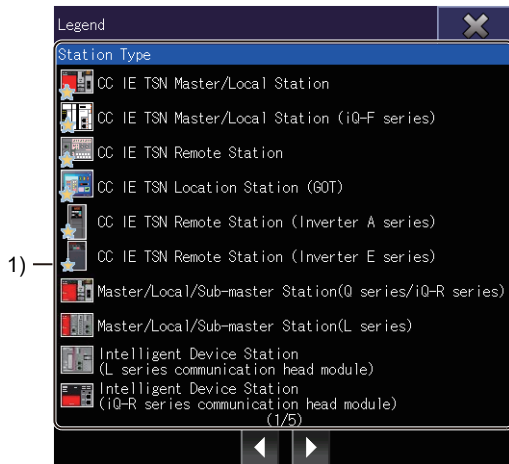 Legend
Station Type
CC IE TSN Master/Local Station
CC IE TSN Master/Local Station (iQ-F series)
CC IE TSN Remote Station
CC IE TSN Location Station (GOT)
CC IE TSN Remote Station (Inverter A series)
1)
CC IE TSN Remote Station (Inverter E series)
Master/Local/Sub-master Station(Q series/iQ-R series)
Master/Local/Sub-master Station(L series)
Intelligent Device Station
(L series communication head module)
Intelligent Device Station
(iQ-R series communication head module)
(1/5)